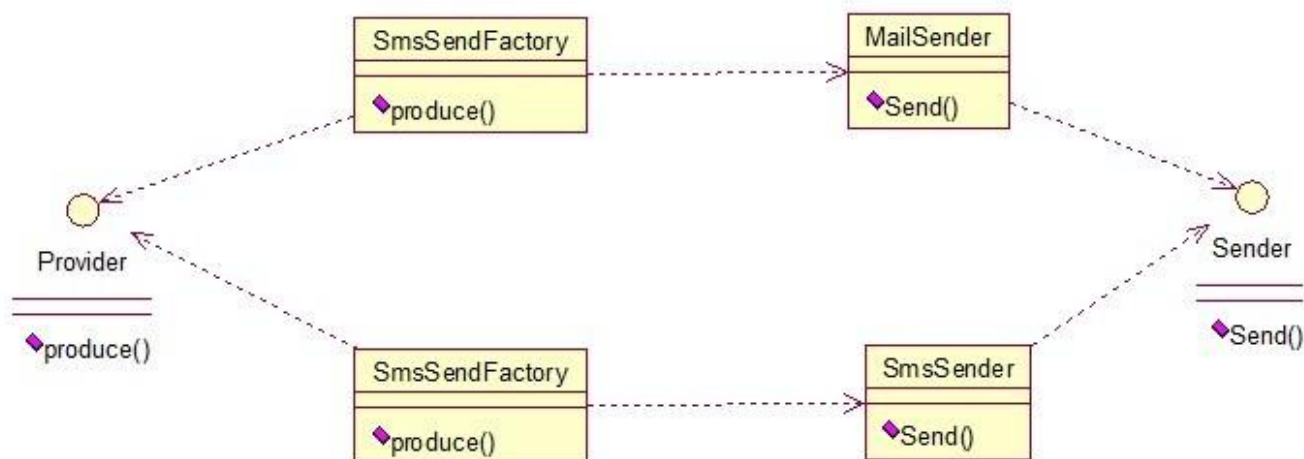 SmsSendFactory
produce()
MailSender
Send()
Provider
produce()
Sender
Send()
SmsSendFactory
produce()
SmsSender
Send()